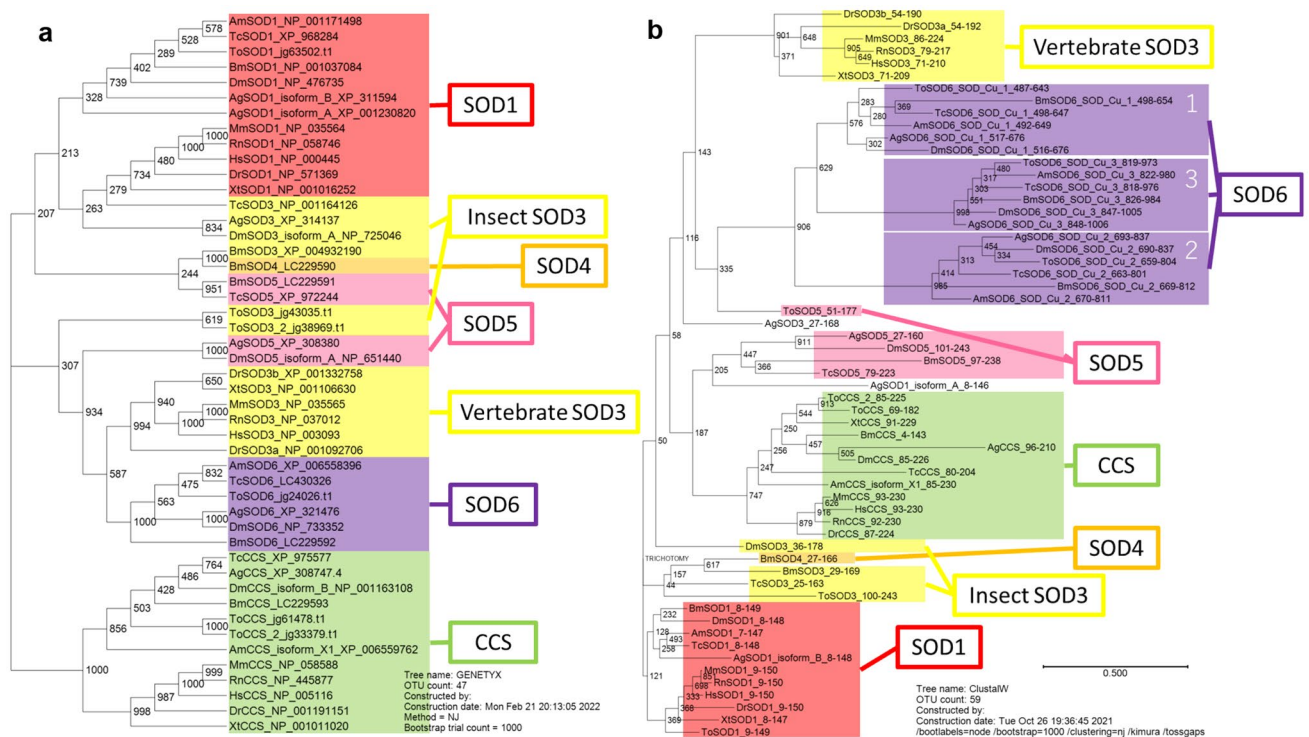 a
578
AmSOD1_NP_001171498
528
TcSOD1_XP_968284
289
ToSOD1_jg63502.t1
402
BmSOD1_NP_001037084
739
DmSOD1_NP_476735
328
AgSOD1_isoform_B_XP_311594
AgSOD1_isoform_A_XP_001230820
SOD1
213
1000
MmSOD1_NP_035564
1000
RnSOD1_NP_058746
480
HsSOD1_NP_000445
734
DrSOD1_NP_571369
279
XtSOD1_NP_001016252
263
TcSOD3_NP_001164126
207
834
AgSOD3_XP_314137
DmSOD3_isoform_A_NP_725046
Insect SOD3
1000
BmSOD3_XP_004932190
BmSOD4_LC229590
SOD4
244
951
BmSOD5_LC229591
TcSOD5_XP_972244
SOD5
619
ToSOD3_jg43035.t1
ToSOD3_2_jg38969.t1
307
1000
AgSOD5_XP_308380
DmSOD5_isoform_A_NP_651440
934
650
DrSOD3b_XP_001332758
XtSOD3_NP_001106630
940
MmSOD3_NP_035565
1000
RnSOD3_NP_037012
994
1000
HsSOD3_NP_003093
DrSOD3a_NP_001092706
Vertebrate SOD3
587
832
AmSOD6_XP_006558396
475
TcSOD6_LC430326
563
ToSOD6_jg24026.t1
1000
1000
AgSOD6_XP_321476
DmSOD6_NP_733352
BmSOD6_LC229592
SOD6
764
TcCCS_XP_975577
486
AgCCS_XP_308747.4
428
DmCCS_isoform_B_NP_001163108
503
BmCCS_LC229593
856
1000
ToCCS_jg61478.t1
ToCCS_2_jg33379.t1
AmCCS_isoform_X1_XP_006559762
CCS
1000
999
MmCCS_NP_058588
1000
RnCCS_NP_445877
987
HsCCS_NP_005116
998
DrCCS_NP_001191151
XtCCS_NP_001011020
Tree name: GENETYX
OTU count: 47
Constructed by:
Construction date: Mon Feb 21 20:13:05 2022
Method = NJ
Bootstrap trial count = 1000
b
DrSOD3b_54-190
901
648
DrSOD3a_54-192
371
MmSOD3_86-224
905
RnSOD3_79-217
649
HsSOD3_71-210
XtSOD3_71-209
Vertebrate SOD3
143
ToSOD6_SOD_Cu_1_487-643
283
369
BmSOD6_SOD_Cu_1_498-654
280
TcSOD6_SOD_Cu_1_498-647
576
AmSOD6_SOD_Cu_1_492-649
AgSOD6_SOD_Cu_1_517-676
302
DmSOD6_SOD_Cu_1_516-676
1
629
ToSOD6_SOD_Cu_3_819-973
480
AmSOD6_SOD_Cu_3_822-980
317
TcSOD6_SOD_Cu_3_818-976
303
BmSOD6_SOD_Cu_3_826-984
551
DmSOD6_SOD_Cu_3_847-1005
998
AgSOD6_SOD_Cu_3_848-1006
3
SOD6
906
116
AgSOD6_SOD_Cu_2_693-837
454
DmSOD6_SOD_Cu_2_690-837
334
ToSOD6_SOD_Cu_2_659-804
313
TcSOD6_SOD_Cu_2_663-801
414
BmSOD6_SOD_Cu_2_669-812
985
AmSOD6_SOD_Cu_2_670-811
2
335
ToSOD5_51-177
AgSOD3_27-168
58
AgSOD5_27-160
911
DmSOD5_101-243
447
BmSOD5_97-238
366
TcSOD5_79-223
SOD5
205
AgSOD1_isoform_A_8-146
50
187
ToCCS_2_85-225
913
ToCCS_69-182
544
XtCCS_91-229
250
BmCCS_4-143
457
AgCCS_96-210
256
505
DmCCS_85-226
247
TcCCS_80-204
AmCCS_isoform_X1_85-230
747
MmCCS_93-230
626
HsCCS_93-230
916
RnCCS_92-230
879
DrCCS_87-224
CCS
DmSOD3_36-178
TRICHOTOMY
617
BmSOD4_27-166
SOD4
157
BmSOD3_29-169
44
TcSOD3_25-163
ToSOD3_100-243
Insect SOD3
BmSOD1_8-149
232
DmSOD1_8-148
128
AmSOD1_7-147
493
TcSOD1_8-148
258
AgSOD1_isoform_B_8-148
121
MmSOD1_9-150
851
RnSOD1_9-150
698
HsSOD1_9-150
333
DrSOD1_9-150
368
XtSOD1_8-147
369
ToSOD1_9-149
SOD1
0.500
Tree name: ClustalW
OTU count: 59
Constructed by:
Construction date: Tue Oct 26 19:36:45 2021
/bootlabels=node /bootstrap=1000 /clustering=nj /kimura /tossgaps